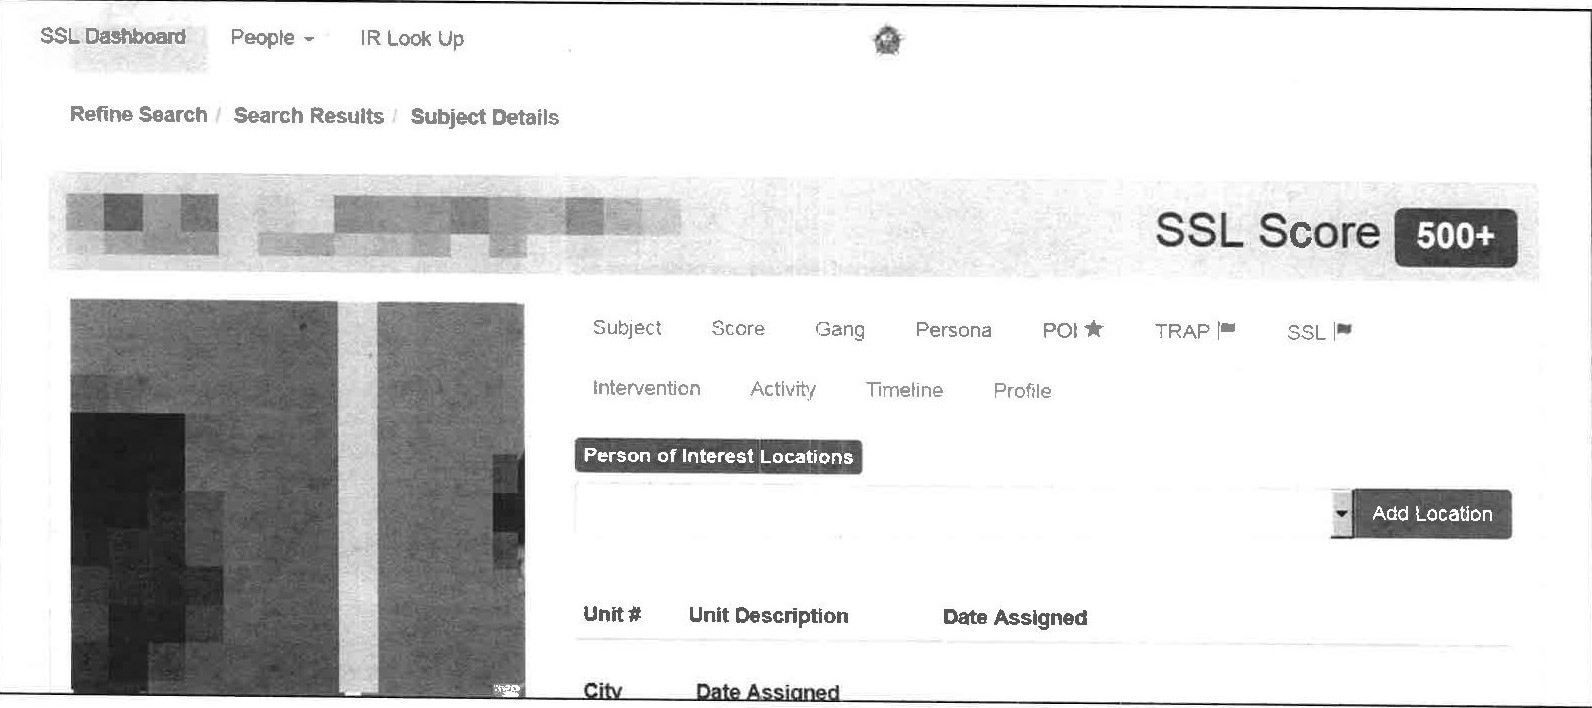 SSL Dashboard People IR Look Up
Refine Search / Search Results / Subject Details
SSL Score 500+
Subject Score Gang Persona POI TRAP SSL
Intervention Activity Timeline Profile
Person of Interest Locations
Add Location
Unit # Unit Description Date Assigned
City Date Assigned